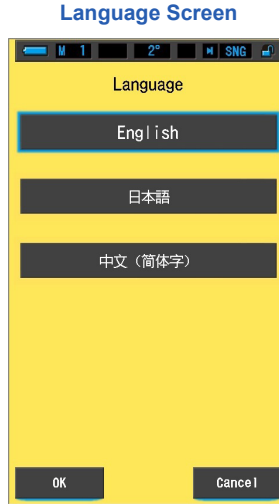 Language Screen
M 1 2° SNG
Language
English
日本語
中文（简体字）
OK Cancel